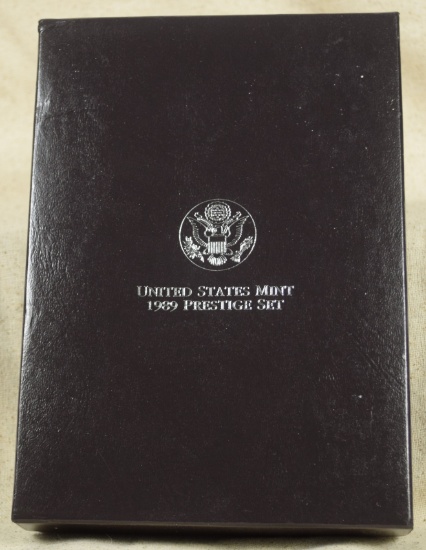 UNITED STATES MINT
1989 PRESTIGE SET